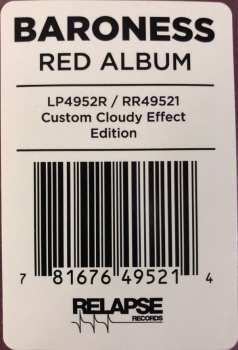 BARONESS
RED ALBUM
LP4952R / RR49521
Custom Cloudy Effect
Edition
7 81676 49521 4
RELAPSE
RECORDS